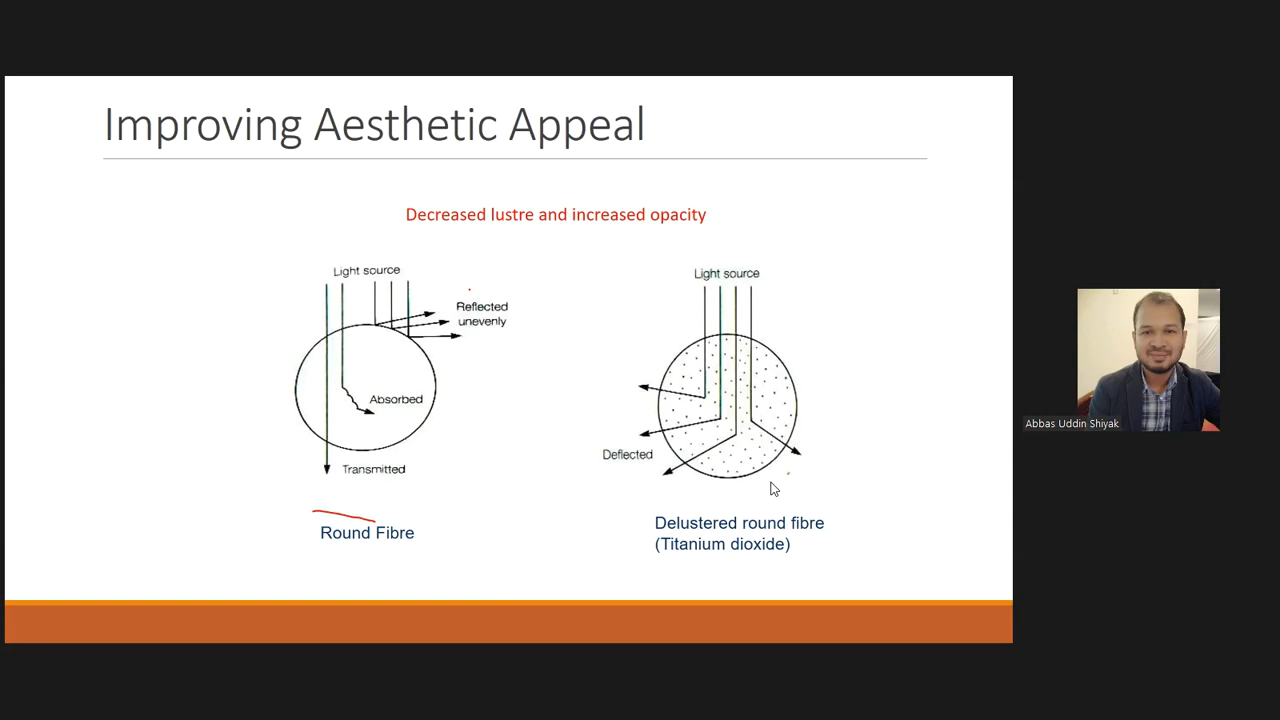 Improving Aesthetic Appeal
Decreased lustre and increased opacity
Light source
Reflected
unevenly
Absorbed
Transmitted
Round Fibre
Light source
Deflected
Delustered round fibre
(Titanium dioxide)
Abbas Uddin Shiyak